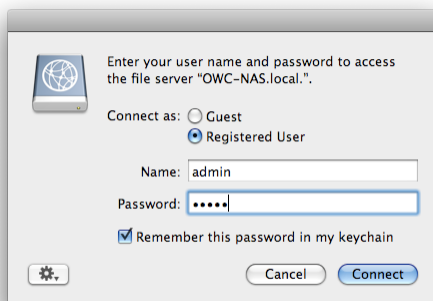 Enter your user name and password to access
the file server “OWC-NAS.local.”.
Connect as: Guest
Registered User
Name: admin
Password: •••••
Remember this password in my keychain
Cancel Connect